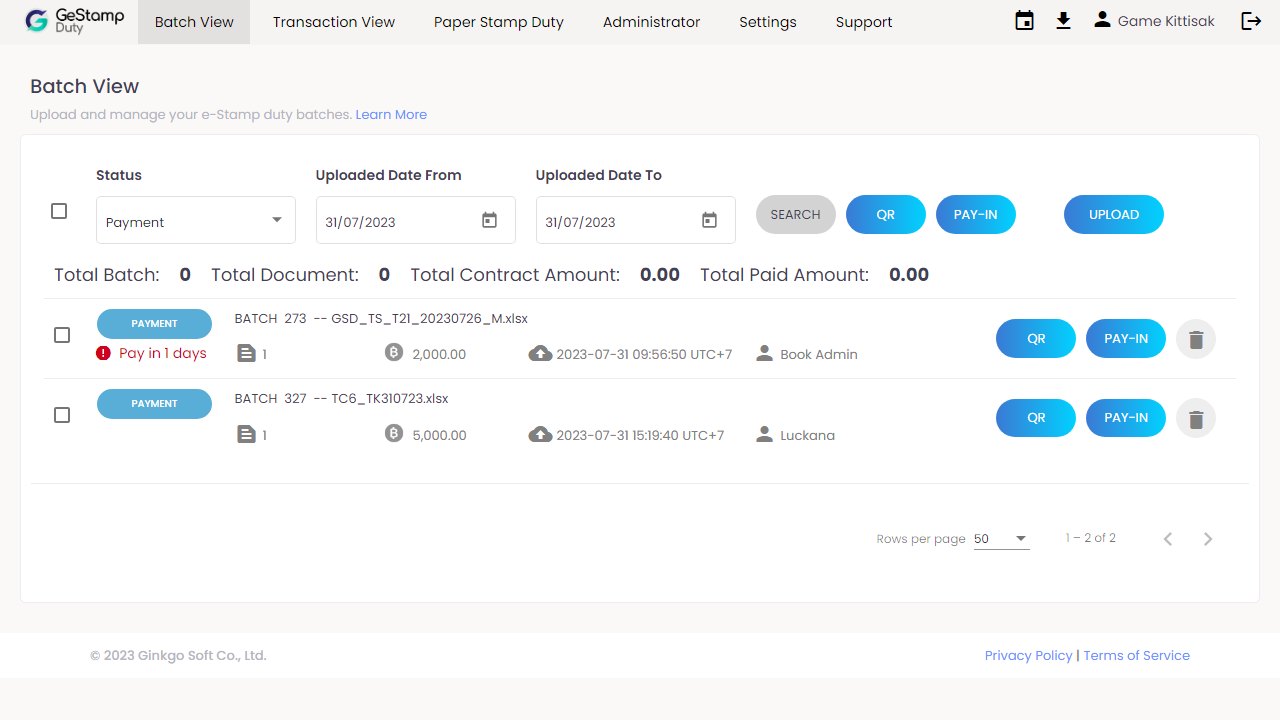 GeStamp Duty Batch View Transaction View Paper Stamp Duty Administrator Settings Support Game Kittisak
Batch View
Upload and manage your e-Stamp duty batches. Learn More
Status Uploaded Date From Uploaded Date To
Payment 31/07/2023 31/07/2023 SEARCH QR PAY-IN UPLOAD
Total Batch: 0 Total Document: 0 Total Contract Amount: 0.00 Total Paid Amount: 0.00
PAYMENT BATCH 273 -- GSD_TS_T21_20230726_M.xlsx QR PAY-IN
Pay in 1 days 1 2,000.00 2023-07-31 09:56:50 UTC+7 Book Admin
PAYMENT BATCH 327 -- TC6_TK310723.xlsx QR PAY-IN
1 5,000.00 2023-07-31 15:19:40 UTC+7 Luckana
Rows per page 50 1 – 2 of 2
© 2023 Ginkgo Soft Co., Ltd. Privacy Policy | Terms of Service